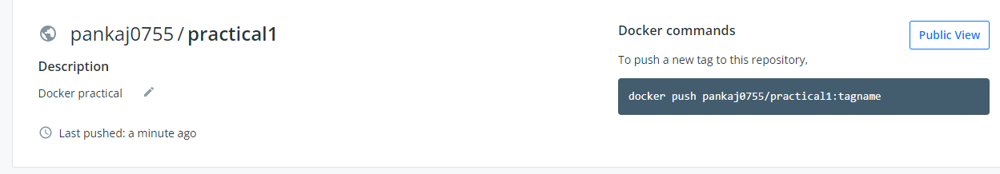 pankaj0755 / practical1
Description
Docker practical
Last pushed: a minute ago
Docker commands
Public View
To push a new tag to this repository,
docker push pankaj0755/practical1:tagname